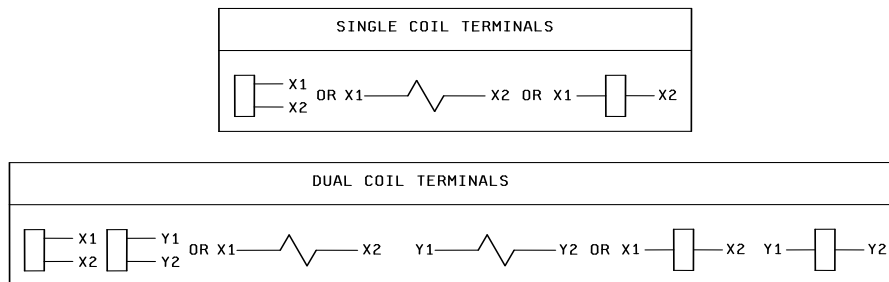 SINGLE COIL TERMINALS
X1
X2
OR X1 X2 OR X1 X2
DUAL COIL TERMINALS
X1 Y1
X2 Y2
OR X1 X2 Y1 Y2 OR X1 X2 Y1 Y2